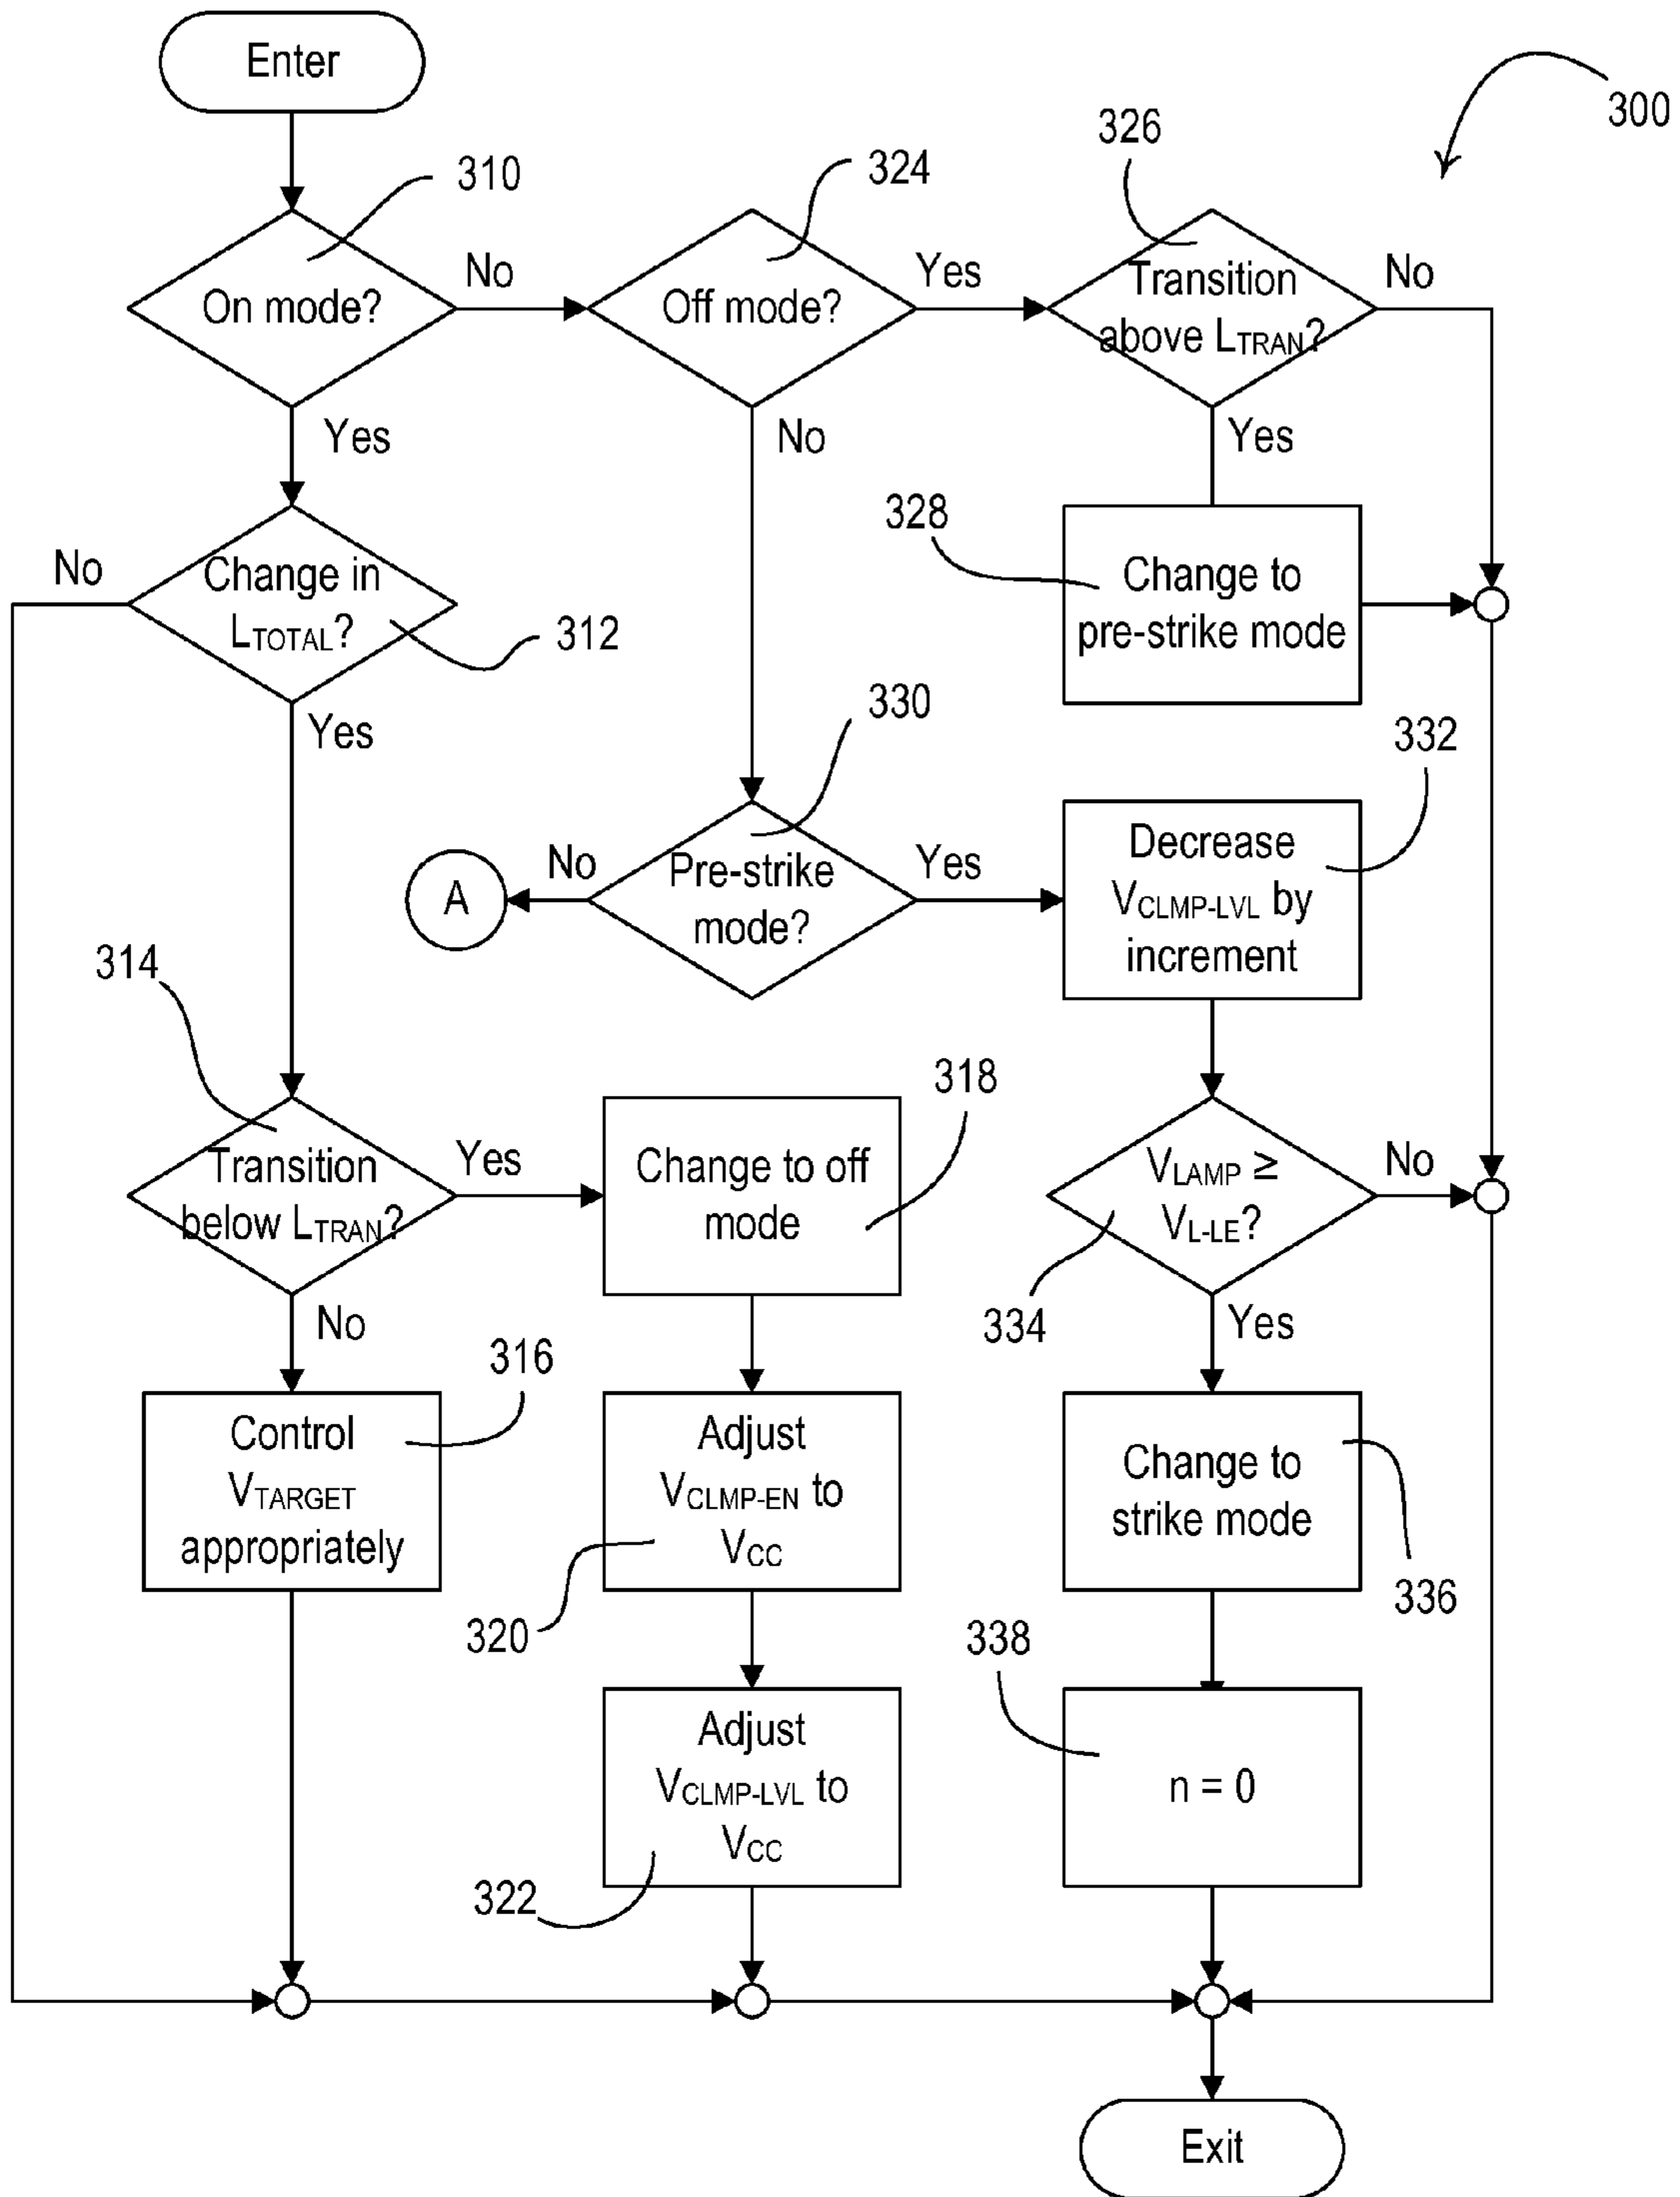 Enter
300
326
324
310
On mode?
No
Off mode?
Yes
Transition
above LTRAN?
No
Yes
No
Yes
328
Change to
pre-strike mode
No
Change in
LTOTAL?
312
Yes
330
332
A
No
Pre-strike
mode?
Yes
Decrease
VCLMP-LVL by
increment
314
318
Transition
below LTRAN?
Yes
Change to off
mode
VLAMP ≥
VL-LE?
No
No
334
Yes
316
Control
VTARGET
appropriately
Adjust
VCLMP-EN to
VCC
Change to
strike mode
320
338
336
Adjust
VCLMP-LVL to
VCC
n = 0
322
Exit